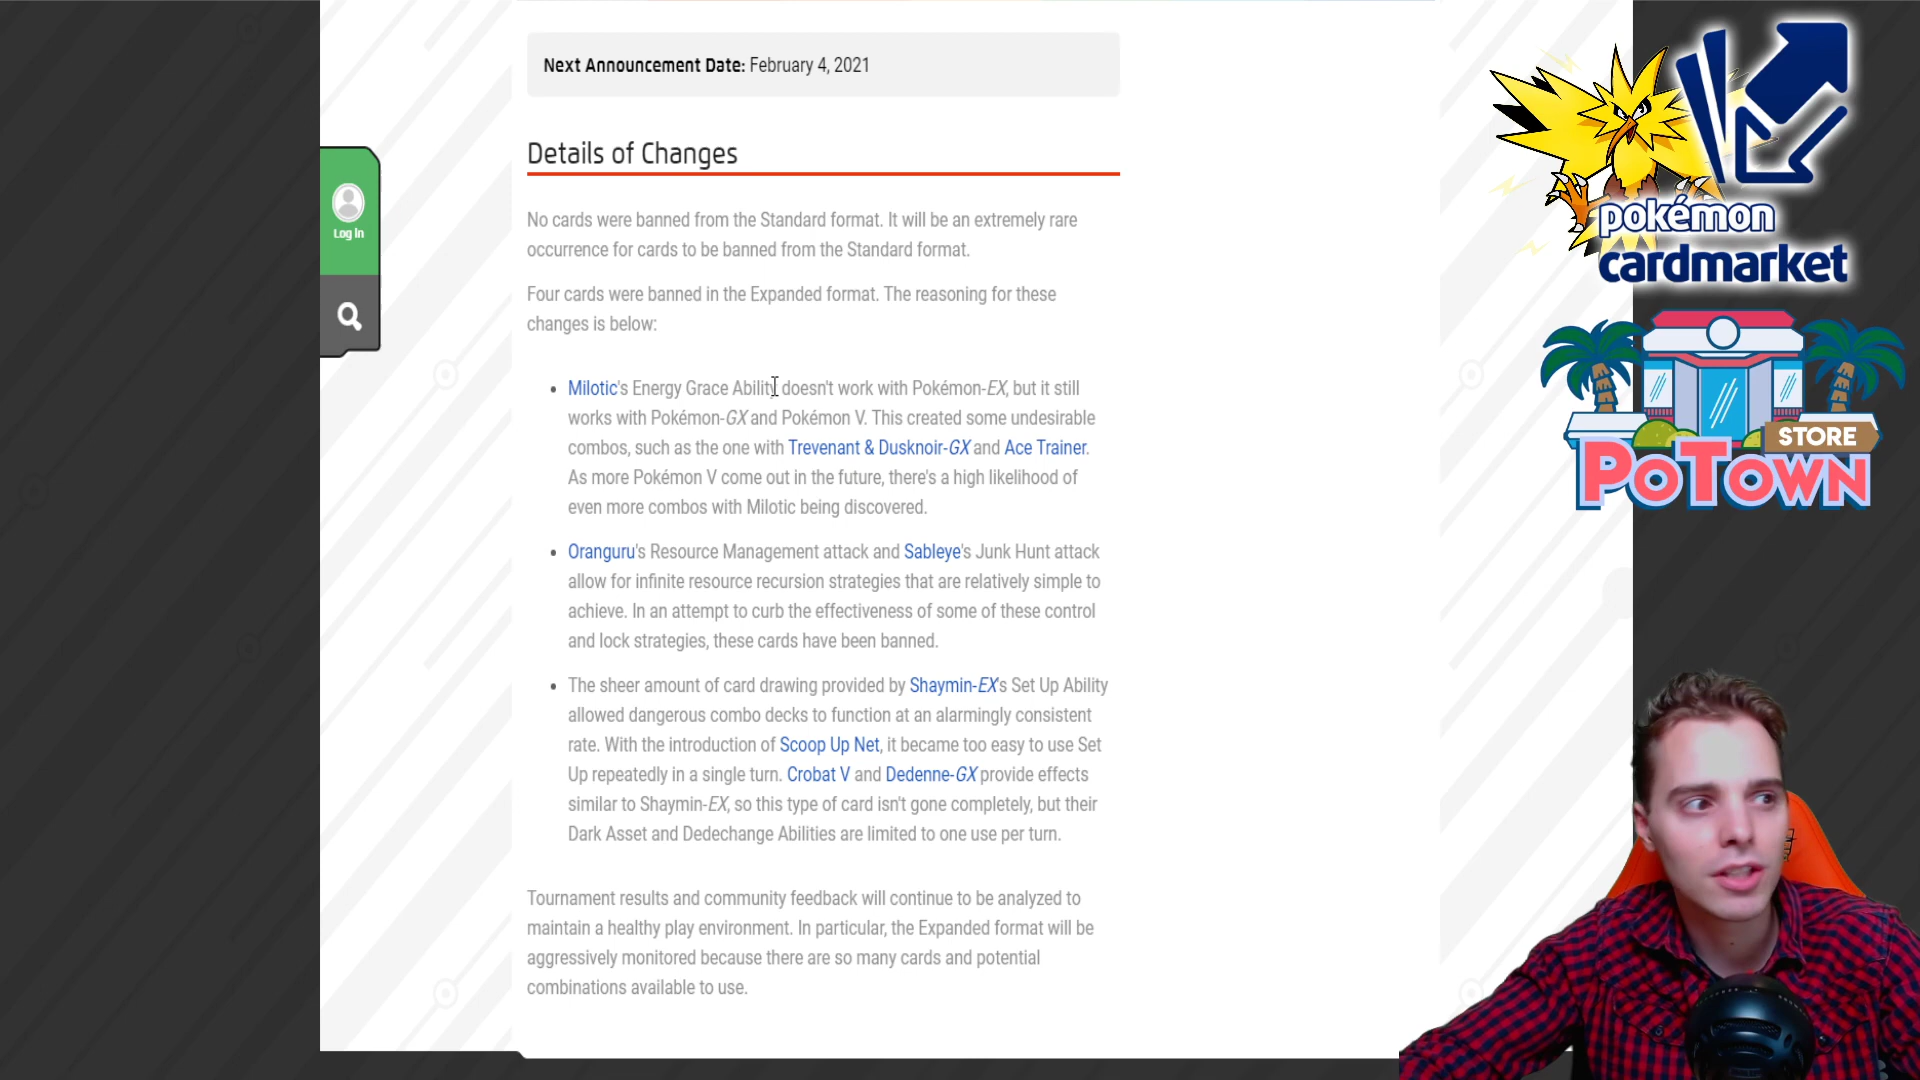 Next Announcement Date: February 4, 2021
Details of Changes
No cards were banned from the Standard format. It will be an extremely rare
occurrence for cards to be banned from the Standard format.
Four cards were banned in the Expanded format. The reasoning for these
changes is below:
Log In
• Milotic's Energy Grace Ability doesn't work with Pokémon-EX, but it still
works with Pokémon-GX and Pokémon V. This created some undesirable
combos, such as the one with Trevenant & Dusknoir-GX and Ace Trainer.
As more Pokémon V come out in the future, there's a high likelihood of
even more combos with Milotic being discovered.
• Oranguru's Resource Management attack and Sableye's Junk Hunt attack
allow for infinite resource recursion strategies that are relatively simple to
achieve. In an attempt to curb the effectiveness of some of these control
and lock strategies, these cards have been banned.
• The sheer amount of card drawing provided by Shaymin-EX's Set Up Ability
allowed dangerous combo decks to function at an alarmingly consistent
rate. With the introduction of Scoop Up Net, it became too easy to use Set
Up repeatedly in a single turn. Crobat V and Dedenne-GX provide effects
similar to Shaymin-EX, so this type of card isn't gone completely, but their
Dark Asset and Dedechange Abilities are limited to one use per turn.
Tournament results and community feedback will continue to be analyzed to
maintain a healthy play environment. In particular, the Expanded format will be
aggressively monitored because there are so many cards and potential
combinations available to use.
pokémon
cardmarket
STORE
POTOWN